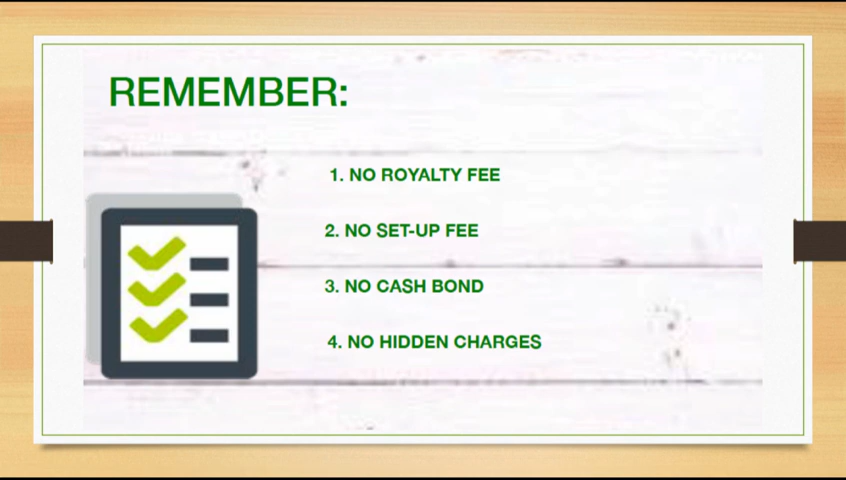 REMEMBER:
1. NO ROYALTY FEE
2. NO SET-UP FEE
3. NO CASH BOND
4. NO HIDDEN CHARGES